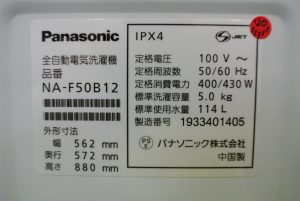 Panasonic
全自動電気洗濯機
品番
NA-F50B12
外形寸法
幅 562 mm
奥行 572 mm
高さ 880 mm
IPX4
S JET
定格電圧 100 V ~
定格周波数 50/60 Hz
定格消費電力 400/430 W
標準洗濯容量 5.0 kg
標準使用水量 114 L
製造番号 1933401405
PS E
パナソニック株式会社
中国製